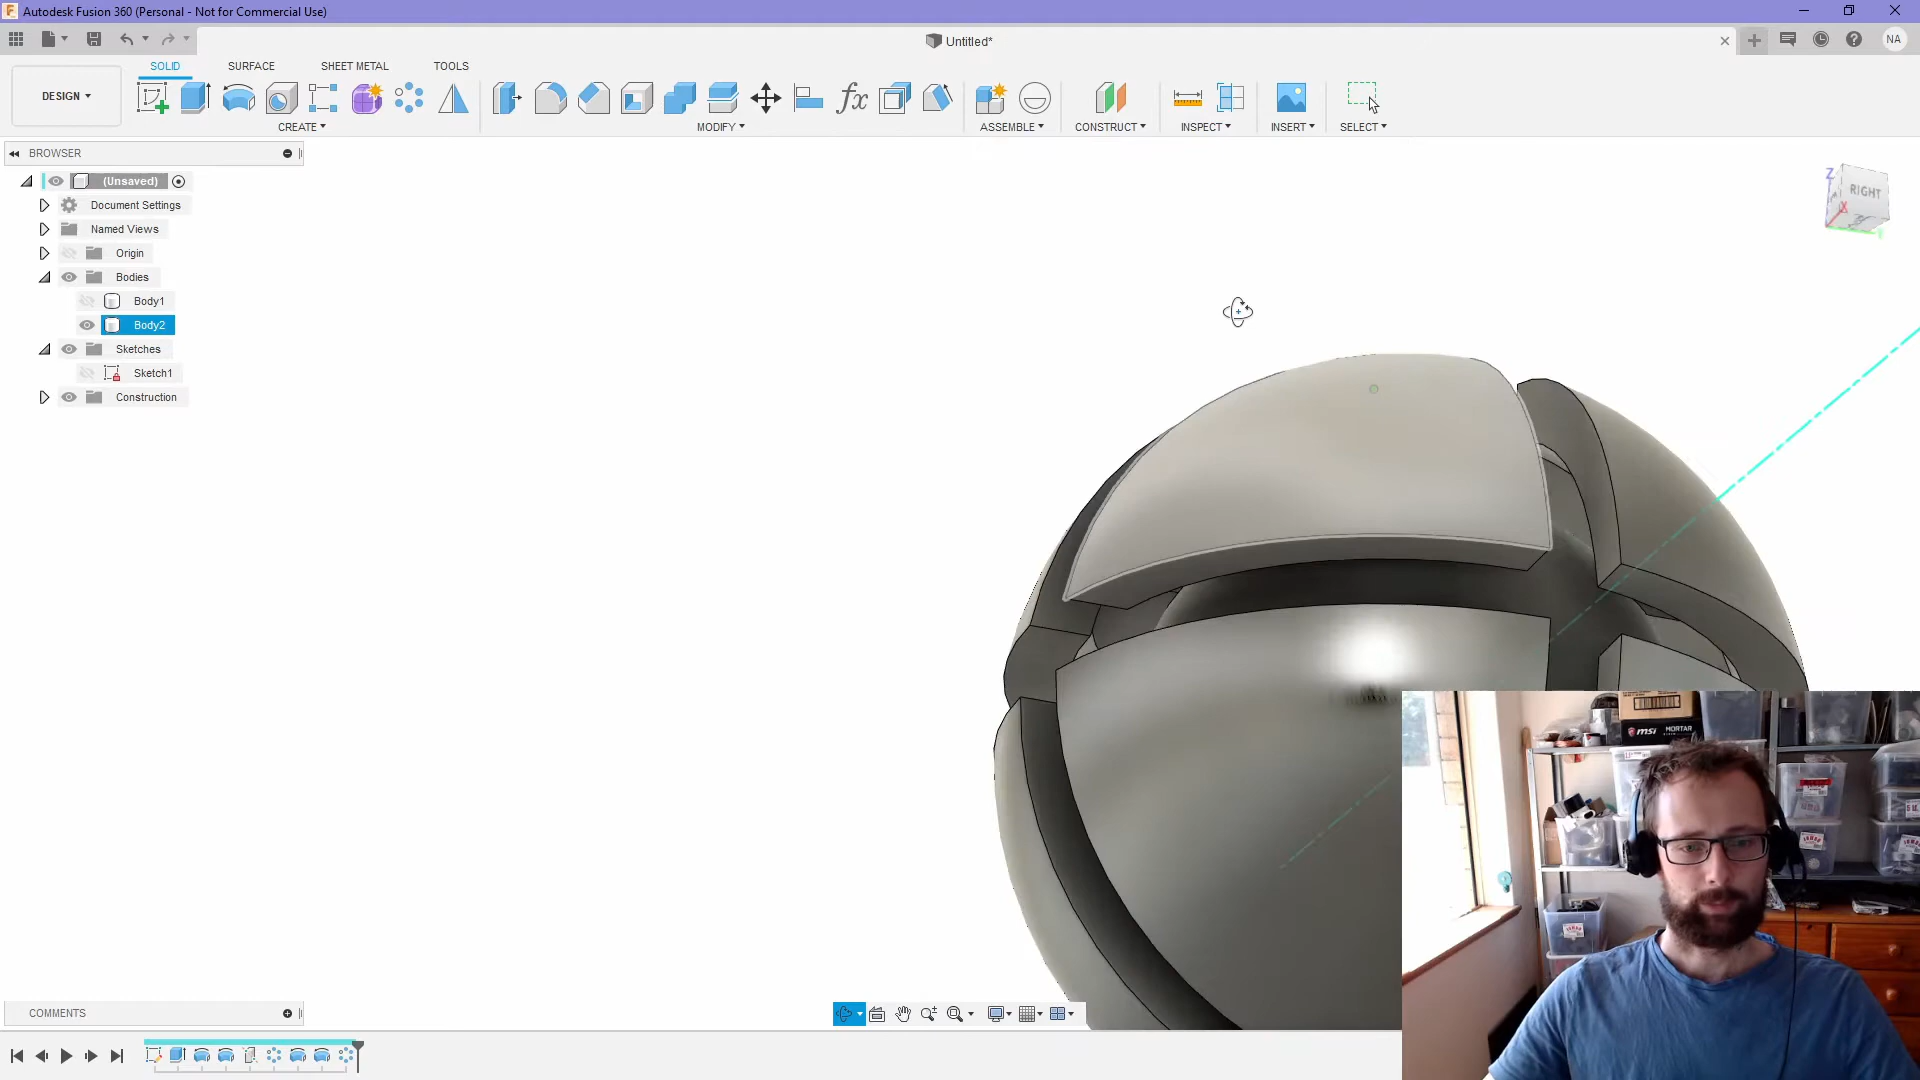 Autodesk Fusion 360 (Personal - Not for Commercial Use)
Untitled*
NA
DESIGN
SOLID
SURFACE
SHEET METAL
TOOLS
CREATE
MODIFY
ASSEMBLE
CONSTRUCT
INSPECT
INSERT
SELECT
BROWSER
(Unsaved)
Document Settings
Named Views
Origin
Bodies
Body1
Body2
Sketches
Sketch1
Construction
Z
RIGHT
X
msi MORTAR
COMMENTS